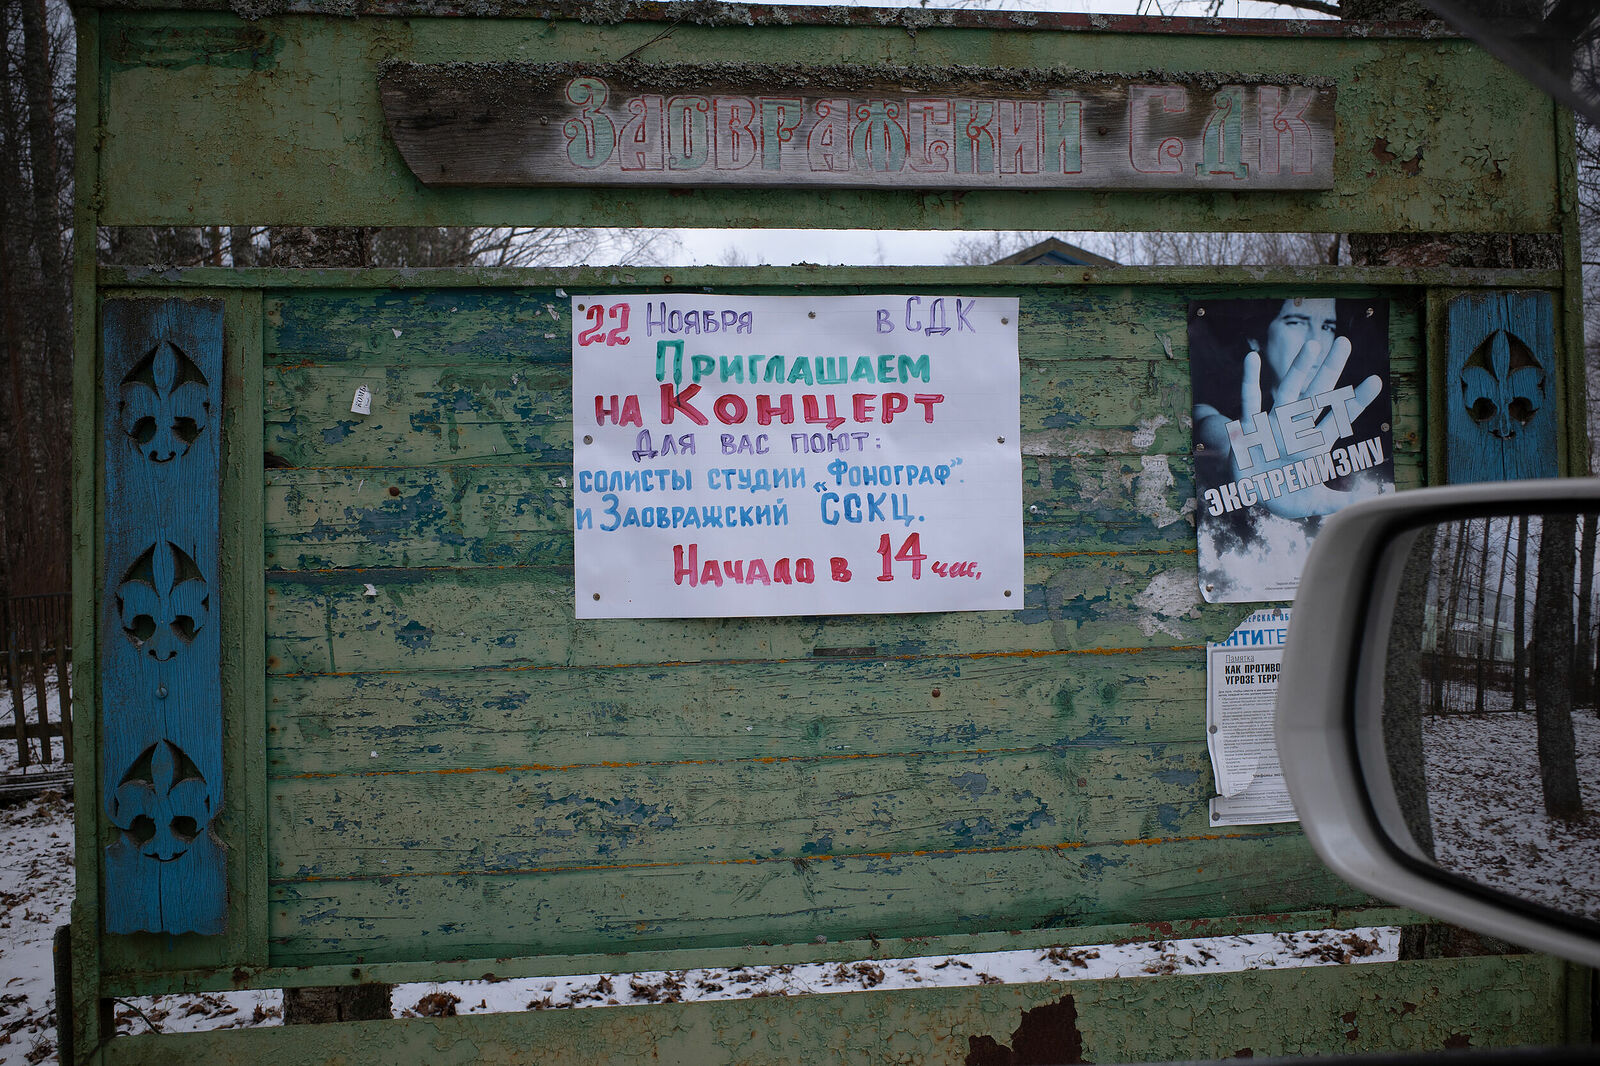 Заовражский СДК
22 Ноября в СДК
Приглашаем
на Концерт
Для вас поют:
солисты студии „Фонограф".
и Заовражский ССКЦ.
Начало в 14 час.
НЕТ
ЭКСТРЕМИЗМУ
Памятка
КАК ПРОТИВО
УГРОЗЕ ТЕРРО